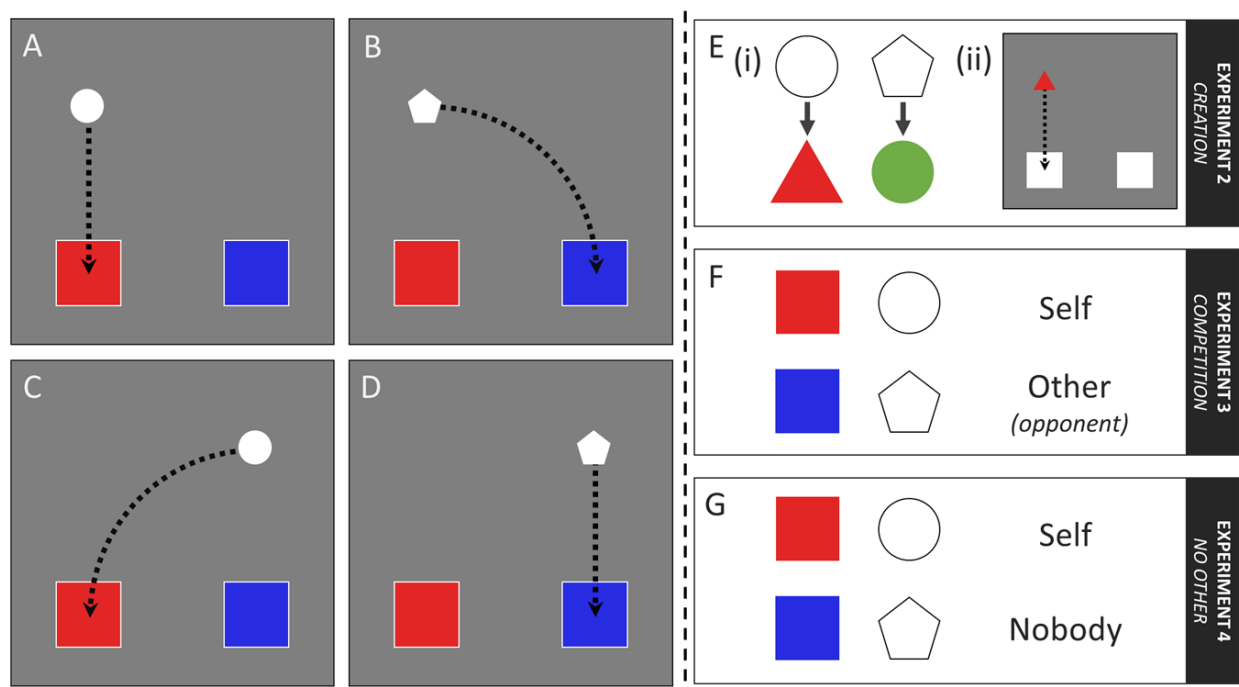 A
B
C
D
E
(i)
(ii)
EXPERIMENT 2
CREATION
F
Self
Other
(opponent)
EXPERIMENT 3
COMPETITION
G
Self
Nobody
EXPERIMENT 4
NO OTHER